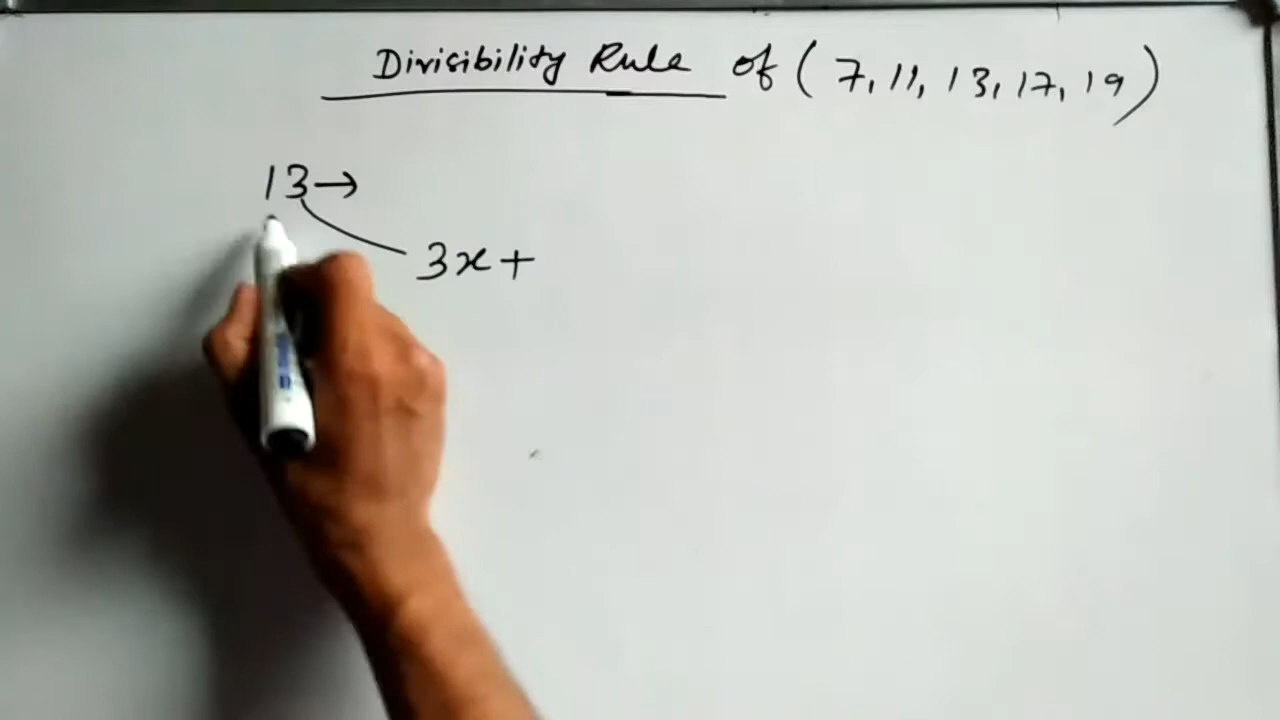 Divisibility Rule of (7, 11, 13, 17, 19)
13→
3x+